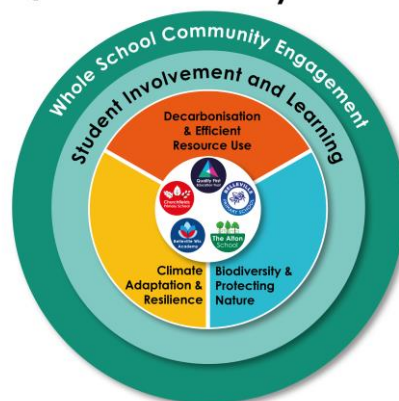 Whole School Community Engagement
Student Involvement and Learning
Decarbonisation
& Efficient
Resource Use
Quality First
Education Trust
Churchfields
Primary School
BELLEVILLE
PRIMARY SCHOOL
Belleville Wix
Academy
The Alton
School
Climate
Adaptation &
Resilience
Biodiversity &
Protecting
Nature